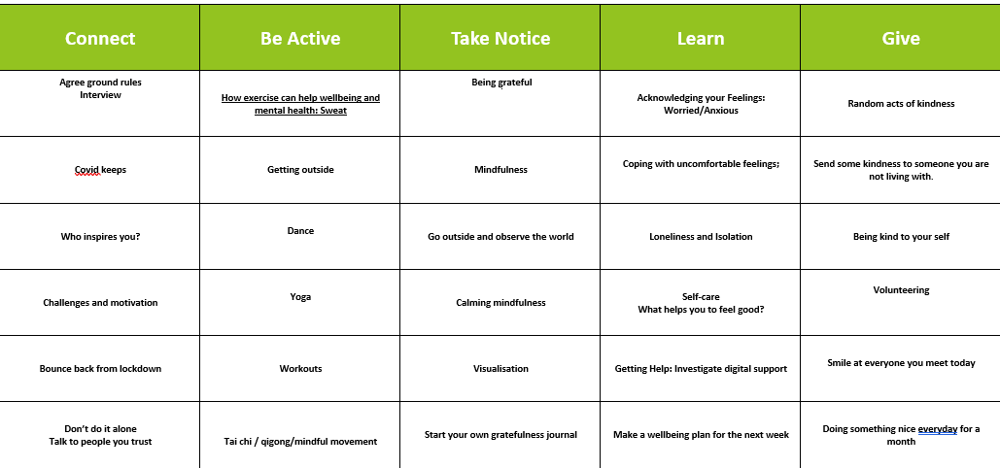 Connect
Be Active
Take Notice
Learn
Give
Agree ground rules
Interview
How exercise can help wellbeing and
mental health: Sweat
Being grateful
Acknowledging your Feelings:
Worried/Anxious
Random acts of kindness
Covid keeps
Getting outside
Mindfulness
Coping with uncomfortable feelings;
Send some kindness to someone you are
not living with.
Who inspires you?
Dance
Go outside and observe the world
Loneliness and Isolation
Being kind to your self
Challenges and motivation
Yoga
Calming mindfulness
Self-care
What helps you to feel good?
Volunteering
Bounce back from lockdown
Workouts
Visualisation
Getting Help: Investigate digital support
Smile at everyone you meet today
Don’t do it alone
Talk to people you trust
Tai chi / qigong/mindful movement
Start your own gratefulness journal
Make a wellbeing plan for the next week
Doing something nice everyday for a
month